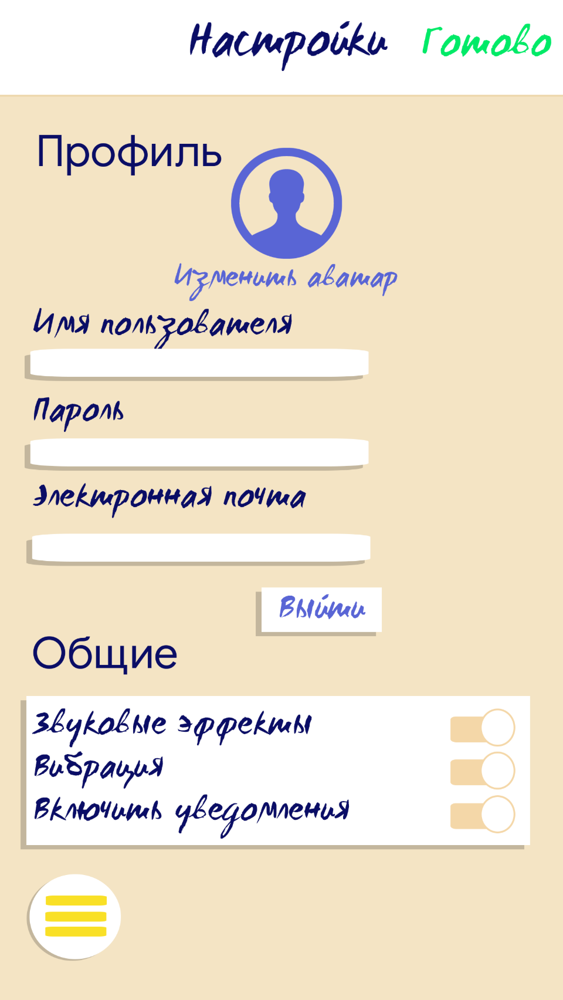 Настройки Готово
Профиль
Изменить аватар
Имя пользователя
Пароль
Электронная почта
Выйти
Общие
Звуковые эффекты
Вибрация
Включить уведомления